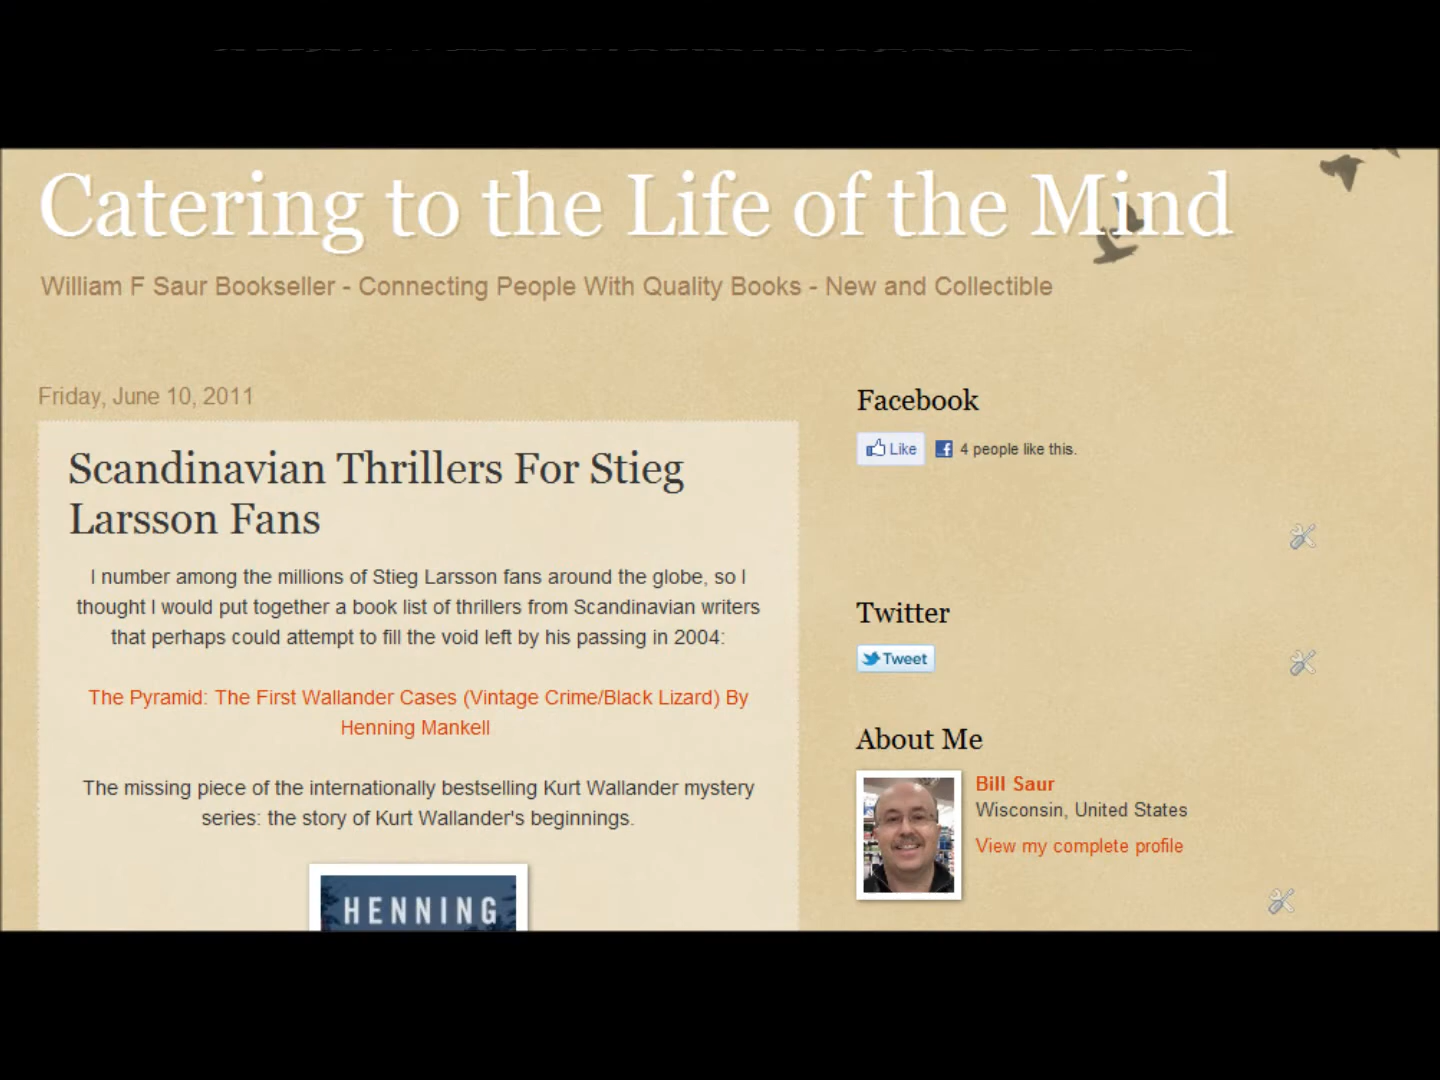 Catering to the Life of the Mind
William F Saur Bookseller - Connecting People With Quality Books - New and Collectible
Friday, June 10, 2011
Scandinavian Thrillers For Stieg
Larsson Fans
I number among the millions of Stieg Larsson fans around the globe, so I
thought I would put together a book list of thrillers from Scandinavian writers
that perhaps could attempt to fill the void left by his passing in 2004:
The Pyramid: The First Wallander Cases (Vintage Crime/Black Lizard) By
Henning Mankell
The missing piece of the internationally bestselling Kurt Wallander mystery
series: the story of Kurt Wallander's beginnings.
HENNING
Facebook
Like
4 people like this.
Twitter
Tweet
About Me
Bill Saur
Wisconsin, United States
View my complete profile